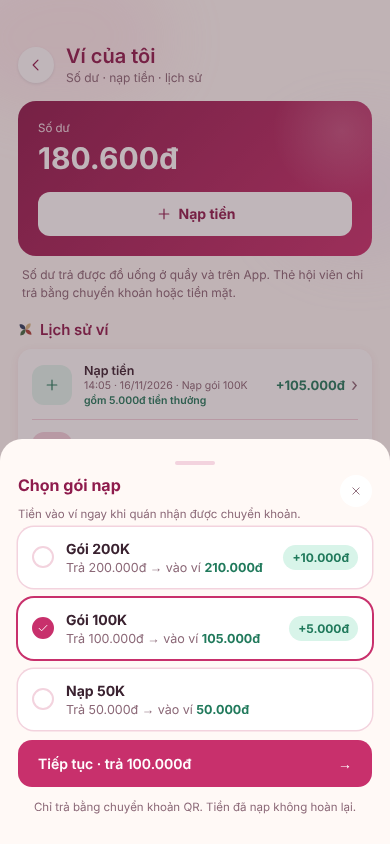 Ví của tôi
Số dư · nạp tiền · lịch sử
Số dư
180.600đ
+ Nạp tiền
Số dư trả được đồ uống ở quầy và trên App. Thẻ hội viên chỉ
trả bằng chuyển khoản hoặc tiền mặt.
Lịch sử ví
Nạp tiền
14:05 · 16/11/2026 · Nạp gói 100K
gồm 5.000đ tiền thưởng
+105.000đ
Chọn gói nạp
Tiền vào ví ngay khi quán nhận được chuyển khoản.
Gói 200K
Trả 200.000đ → vào ví 210.000đ
+10.000đ
Gói 100K
Trả 100.000đ → vào ví 105.000đ
+5.000đ
Nạp 50K
Trả 50.000đ → vào ví 50.000đ
Tiếp tục · trả 100.000đ →
Chỉ trả bằng chuyển khoản QR. Tiền đã nạp không hoàn lại.